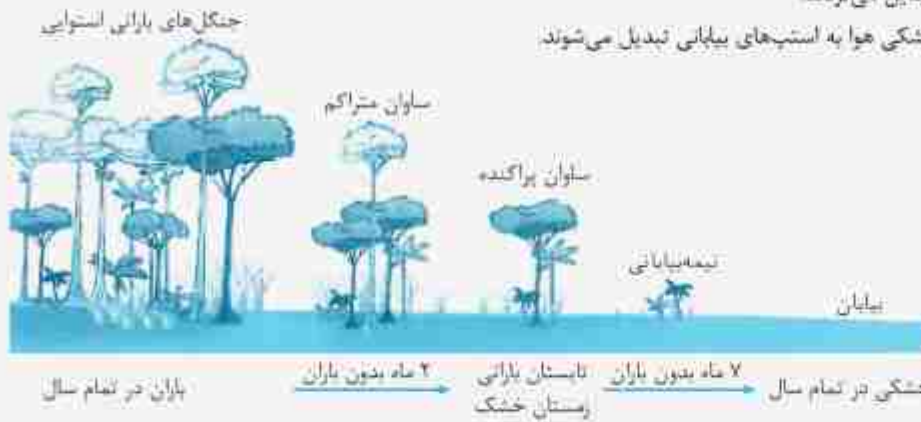 شکی هوا به استپ‌های بیابانی تبدیل می‌شوند
جنگل‌های بارانی استوایی
ساوان متراکم
ساوان پراکنده
نیمه‌بیابانی
بیابان
باران در تمام سال
۲ ماه بدون باران
تابستان بارانی
زمستان خشک
۷ ماه بدون باران
خشکی در تمام سال